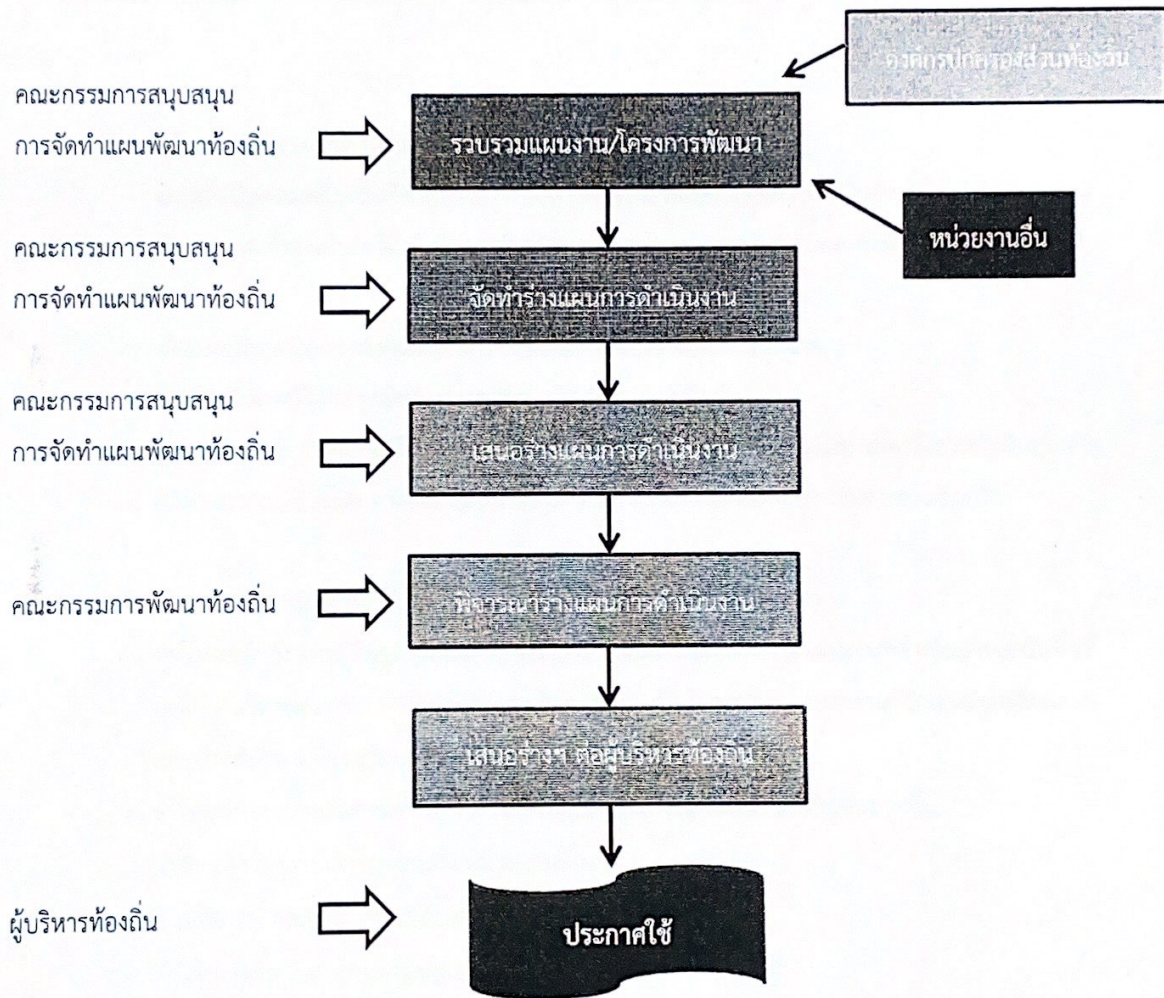 องค์กรปกครองส่วนท้องถิ่น
คณะกรรมการสนุบสนุน
การจัดทำแผนพัฒนาท้องถิ่น
รวบรวมแผนงาน/โครงการพัฒนา
หน่วยงานอื่น
คณะกรรมการสนุบสนุน
การจัดทำแผนพัฒนาท้องถิ่น
จัดทำร่างแผนการดำเนินงาน
คณะกรรมการสนุบสนุน
การจัดทำแผนพัฒนาท้องถิ่น
เสนอร่างแผนการดำเนินงาน
คณะกรรมการพัฒนาท้องถิ่น
พิจารณาร่างแผนการดำเนินงาน
เสนอร่างฯ ต่อผู้บริหารท้องถิ่น
ผู้บริหารท้องถิ่น
ประกาศใช้